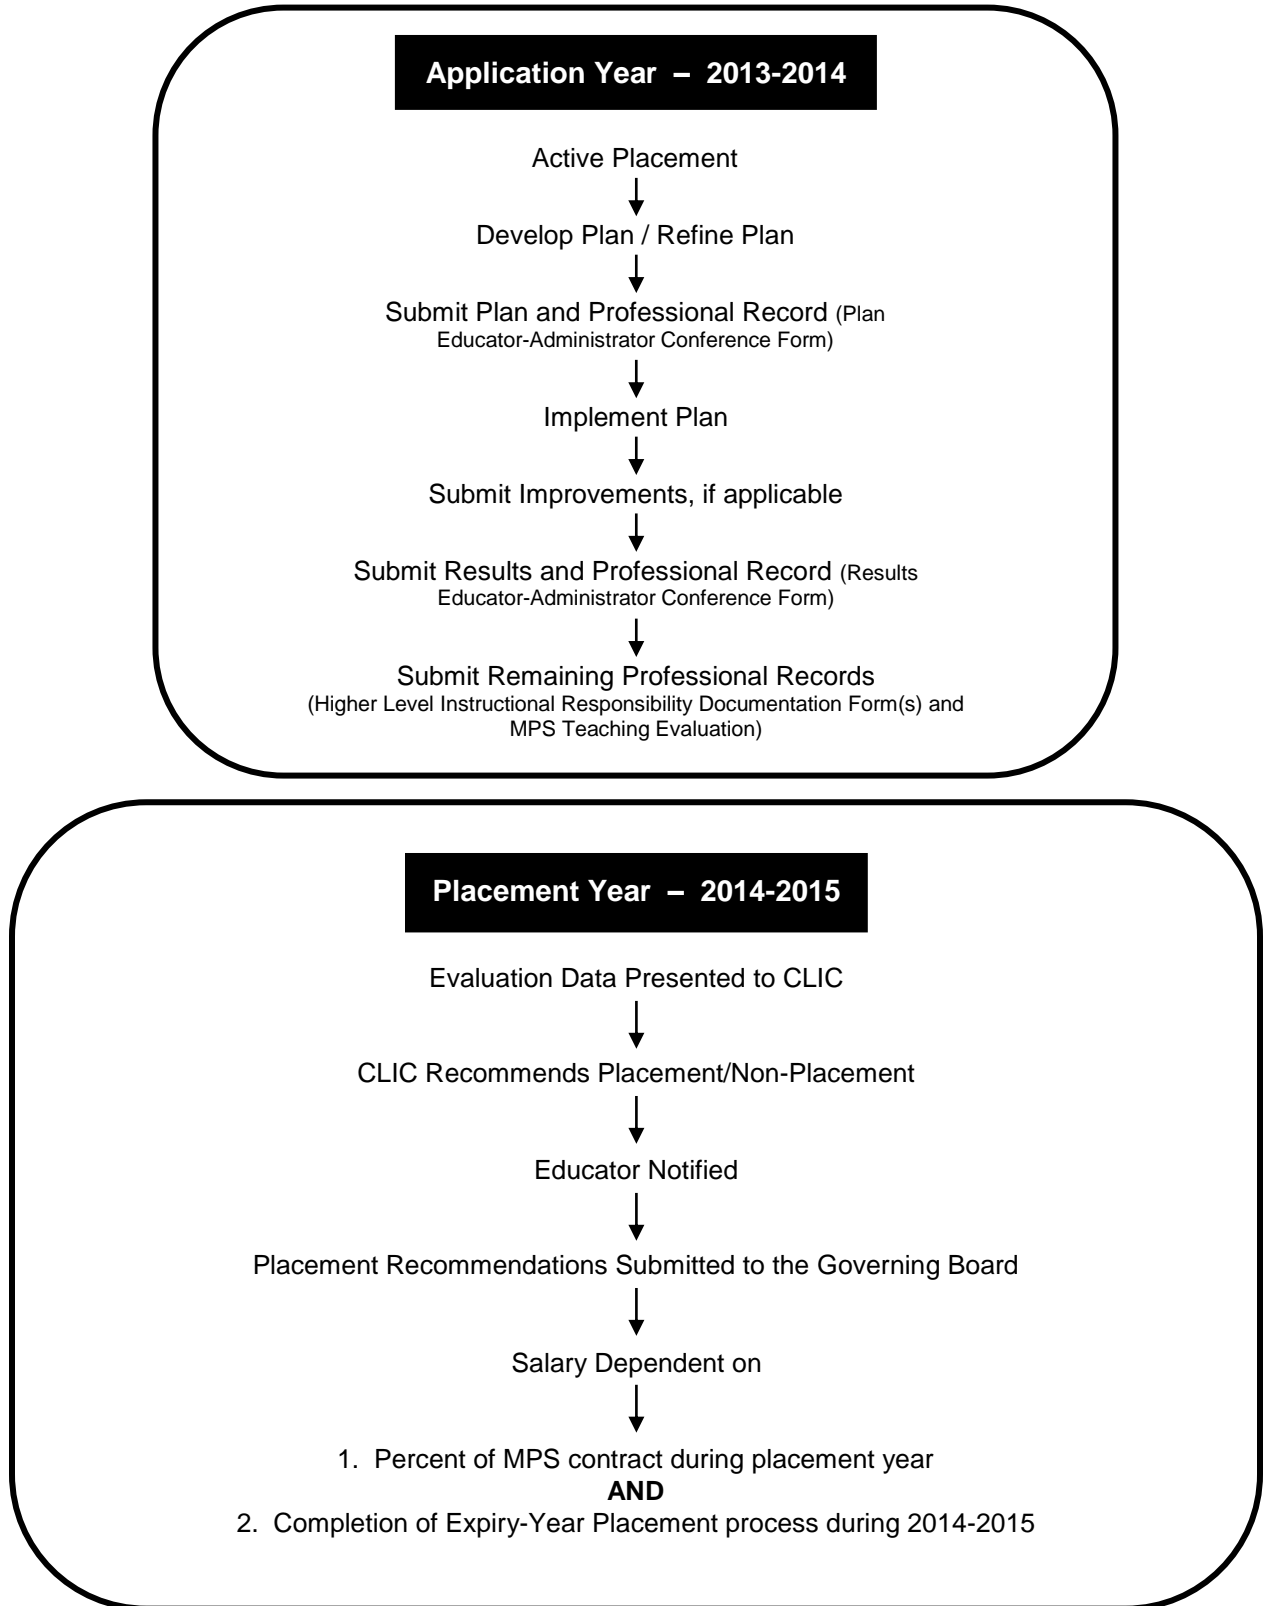 Application Year – 2013-2014
Active Placement
Develop Plan / Refine Plan
Submit Plan and Professional Record (Plan
Educator-Administrator Conference Form)
Implement Plan
Submit Improvements, if applicable
Submit Results and Professional Record (Results
Educator-Administrator Conference Form)
Submit Remaining Professional Records
(Higher Level Instructional Responsibility Documentation Form(s) and
MPS Teaching Evaluation)
Placement Year – 2014-2015
Evaluation Data Presented to CLIC
CLIC Recommends Placement/Non-Placement
Educator Notified
Placement Recommendations Submitted to the Governing Board
Salary Dependent on
1. Percent of MPS contract during placement year
AND
2. Completion of Expiry-Year Placement process during 2014-2015